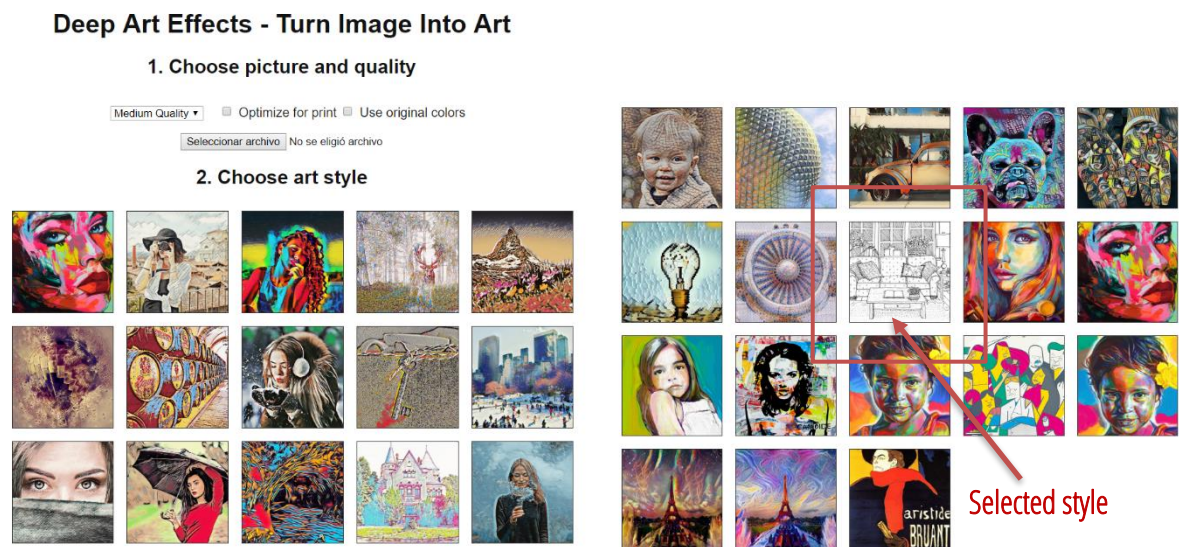 Deep Art Effects - Turn Image Into Art
1. Choose picture and quality
Medium Quality ▾ Optimize for print Use original colors
Seleccionar archivo No se eligió archivo
2. Choose art style
aristide
BRUANT
Selected style